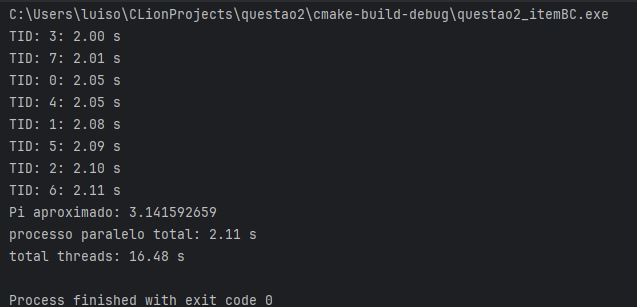 C:\Users\luiso\CLionProjects\questao2\cmake-build-debug\questao2_itemBC.exe
TID: 3: 2.00 s
TID: 7: 2.01 s
TID: 0: 2.05 s
TID: 4: 2.05 s
TID: 1: 2.08 s
TID: 5: 2.09 s
TID: 2: 2.10 s
TID: 6: 2.11 s
Pi aproximado: 3.141592659
processo paralelo total: 2.11 s
total threads: 16.48 s
Process finished with exit code 0